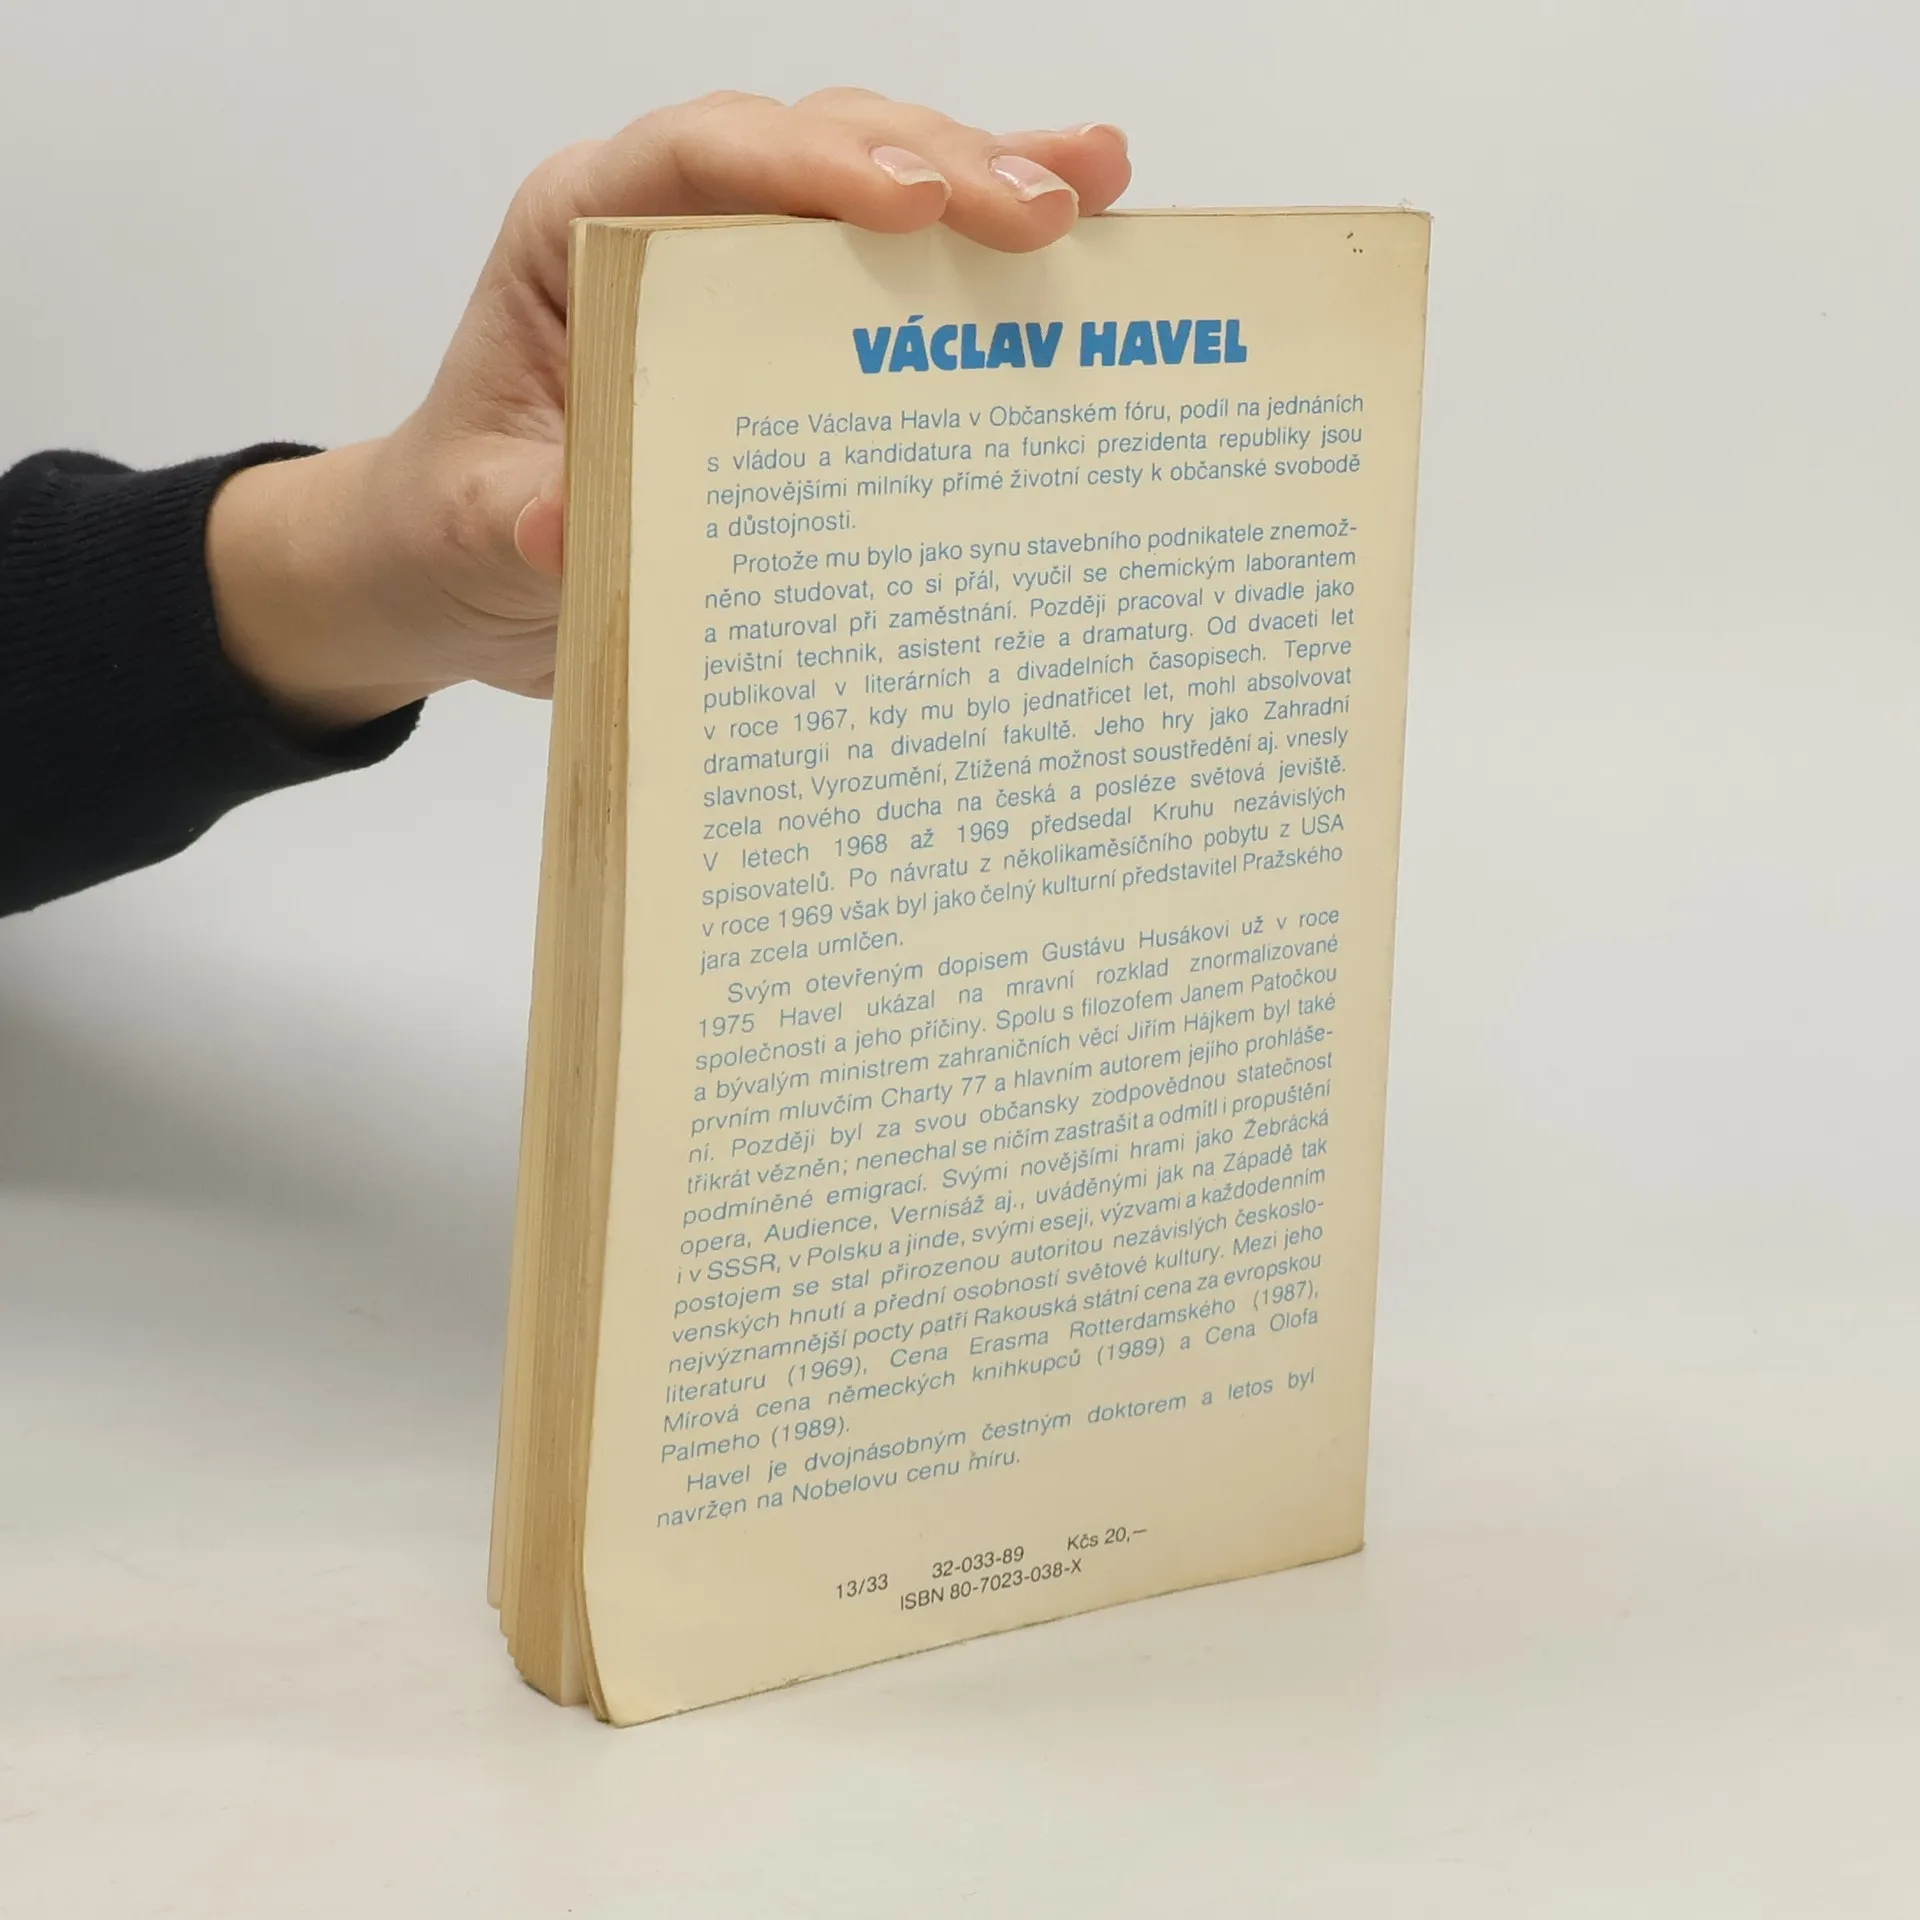 VÁCLAV HAVEL
Práce Václava Havla v Občanském fóru, podíl na jednáních
s vládou a kandidatura na funkci prezidenta republiky jsou
nejnovějšími milníky přímé životní cesty k občanské svobodě
a důstojnosti.
Protože mu bylo jako synu stavebního podnikatele znemož-
něno studovat, co si přál, vyučil se chemickým laborantem
a maturoval při zaměstnání. Později pracoval v divadle jako
jevištní technik, asistent režie a dramaturg. Od dvaceti let
publikoval v literárních a divadelních časopisech. Teprve
v roce 1967, kdy mu bylo jednatřicet let, mohl absolvovat
dramaturgii na divadelní fakultě. Jeho hry jako Zahradní
slavnost, Vyrozumění, Ztížená možnost soustředění aj. vnesly
zcela nového ducha na česká a posléze světová jeviště.
V létech 1968 až 1969 předsedal Kruhu nezávislých
spisovatelů. Po návratu z několikaměsíčního pobytu z USA
v roce 1969 však byl jako čelný kulturní představitel Pražského
jara zcela umlčen.
Svým otevřeným dopisem Gustávu Husákovi už v roce
1975 Havel ukázal na mravní rozklad znormalizované
společnosti a jeho příčiny. Spolu s filozofem Janem Patočkou
a bývalým ministrem zahraničních věcí Jiřím Hájkem byl také
prvním mluvčím Charty 77 a hlavním autorem jejího prohláše-
ní. Později byl za svou občansky zodpovědnou statečnost
třikrát vězněn; nenechal se ničím zastrašit a odmítl i propuštění
podmíněné emigrací. Svými novějšími hrami jako Žebrácká
opera, Audience, Vernisáž aj., uváděnými jak na Západě tak
i v SSSR, v Polsku a jinde, svými eseji, výzvami a každodenním
postojem se stal přirozenou autoritou nezávislých českoslo-
venských hnutí a přední osobností světové kultury. Mezi jeho
nejvýznamnější pocty patří Rakouská státní cena za evropskou
literaturu (1969), Cena Erasma Rotterdamského (1987),
Mírová cena německých knihkupců (1989) a Cena Olofa
Palmeho (1989).
Havel je dvojnásobným čestným doktorem a letos byl
navržen na Nobelovu cenu míru.
13/33 32-033-89 Kčs 20,—
ISBN 80-7023-038-X